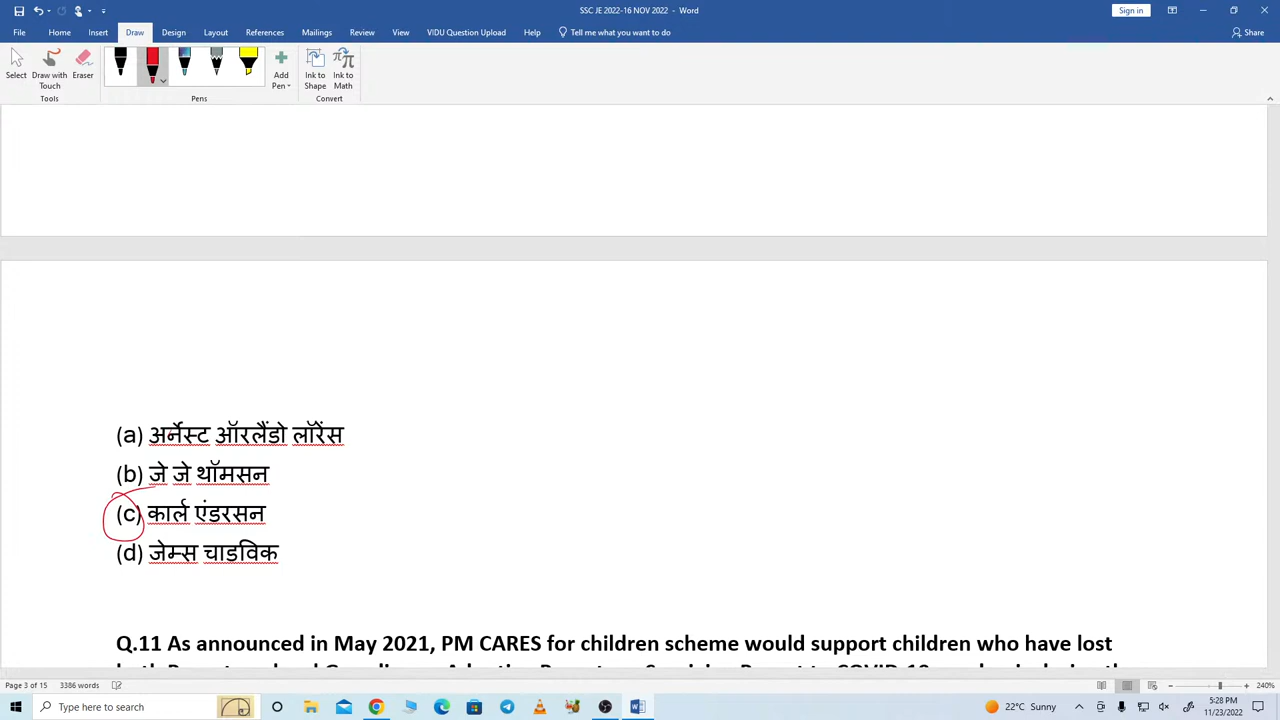 SSC JE 2022-16 NOV 2022 - Word
Sign in
File Home Insert Draw Design Layout References Mailings Review View VIDU Question Upload Help Tell me what you want to do Share
Select Draw with Touch Eraser Add Pen Ink to Shape Ink to Math
Tools Pens Convert
(a) अर्नेस्ट ऑरलैंडो लॉरेंस
(b) जे जे थॉमसन
(c) कार्ल एंडरसन
(d) जेम्स चाडविक
Q.11 As announced in May 2021, PM CARES for children scheme would support children who have lost
Page 3 of 15 3386 words 240%
Type here to search 22°C Sunny 5:28 PM
11/23/2022